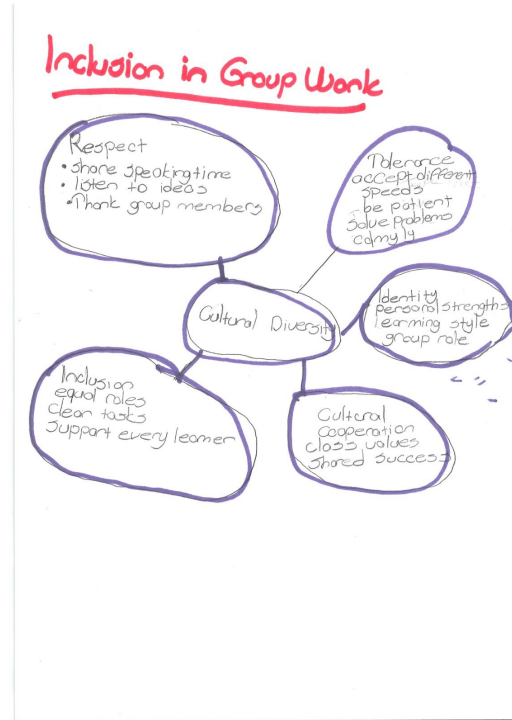 Inclusion in Group Work
Respect
• share speaking time
• listen to ideas
• Thank group members
Tolerance
accept different
speeds
be patient
solve problems
calmly
Cultural Diversity
Identity
personal strengths
learning style
group role
Inclusion
equal roles
clear tasks
support every learner
Cultural
Cooperation
class values
shared success